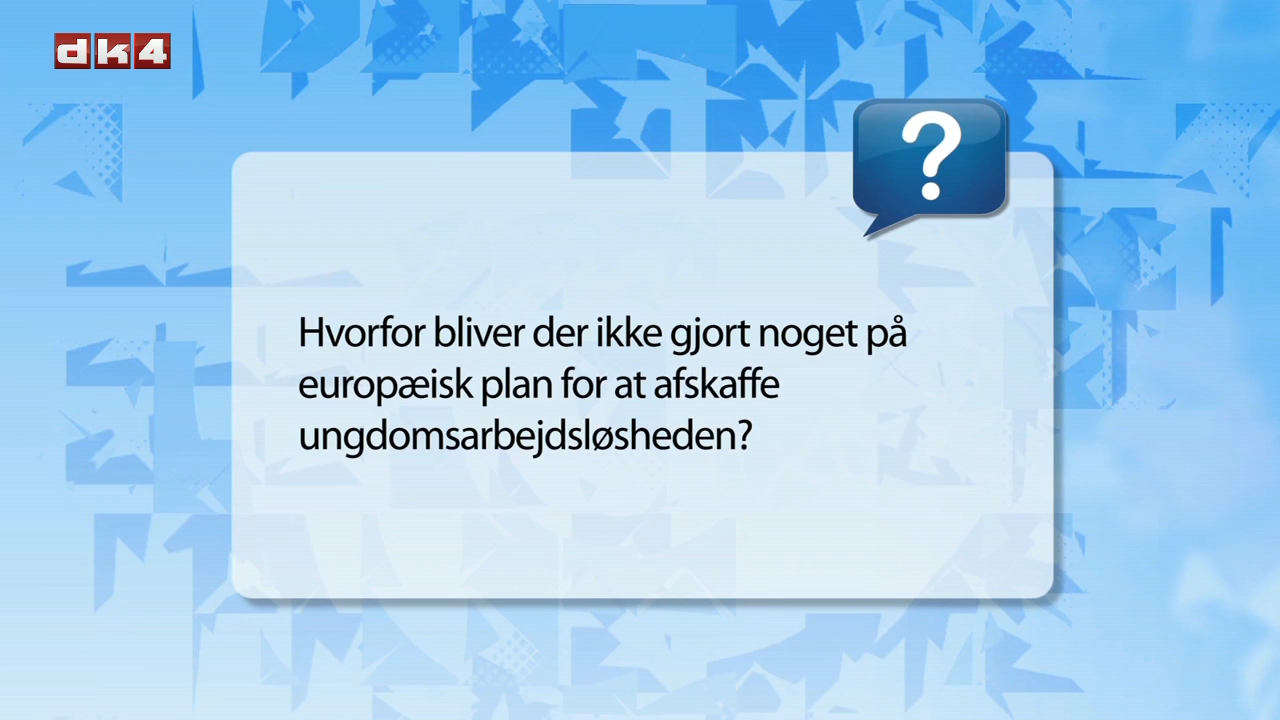 dk4
?
Hvorfor bliver der ikke gjort noget på
europæisk plan for at afskaffe
ungdomsarbejdsløsheden?